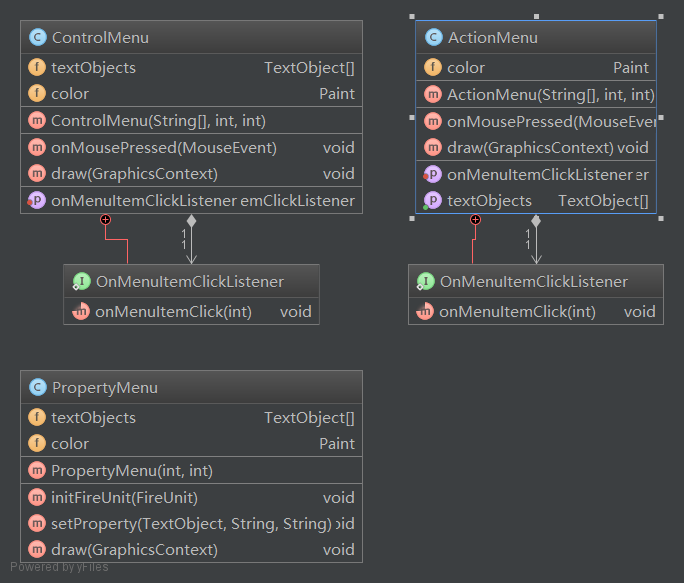 ControlMenu
textObjects TextObject[]
color Paint
ControlMenu(String[], int, int)
onMousePressed(MouseEvent) void
draw(GraphicsContext) void
onMenuItemClickListener emClickListener
1
1
OnMenuItemClickListener
onMenuItemClick(int) void
ActionMenu
color Paint
ActionMenu(String[], int, int)
onMousePressed(MouseEver
draw(GraphicsContext) void
onMenuItemClickListener er
textObjects TextObject[]
1
1
OnMenuItemClickListener
onMenuItemClick(int) void
PropertyMenu
textObjects TextObject[]
color Paint
PropertyMenu(int, int)
initFireUnit(FireUnit) void
setProperty(TextObject, String, String) oid
draw(GraphicsContext) void
Powered by yFiles